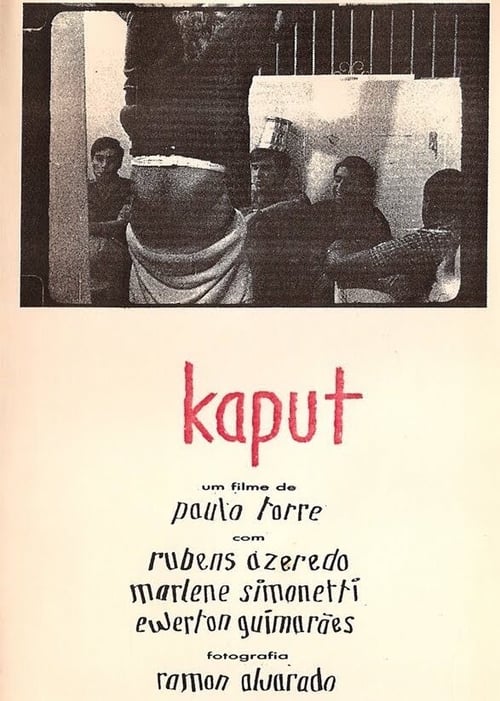 kaput
um filme de
paulo torre
com
rubens azeredo
marlene simonetti
ewerton guimarães
fotografia
ramon alvarado